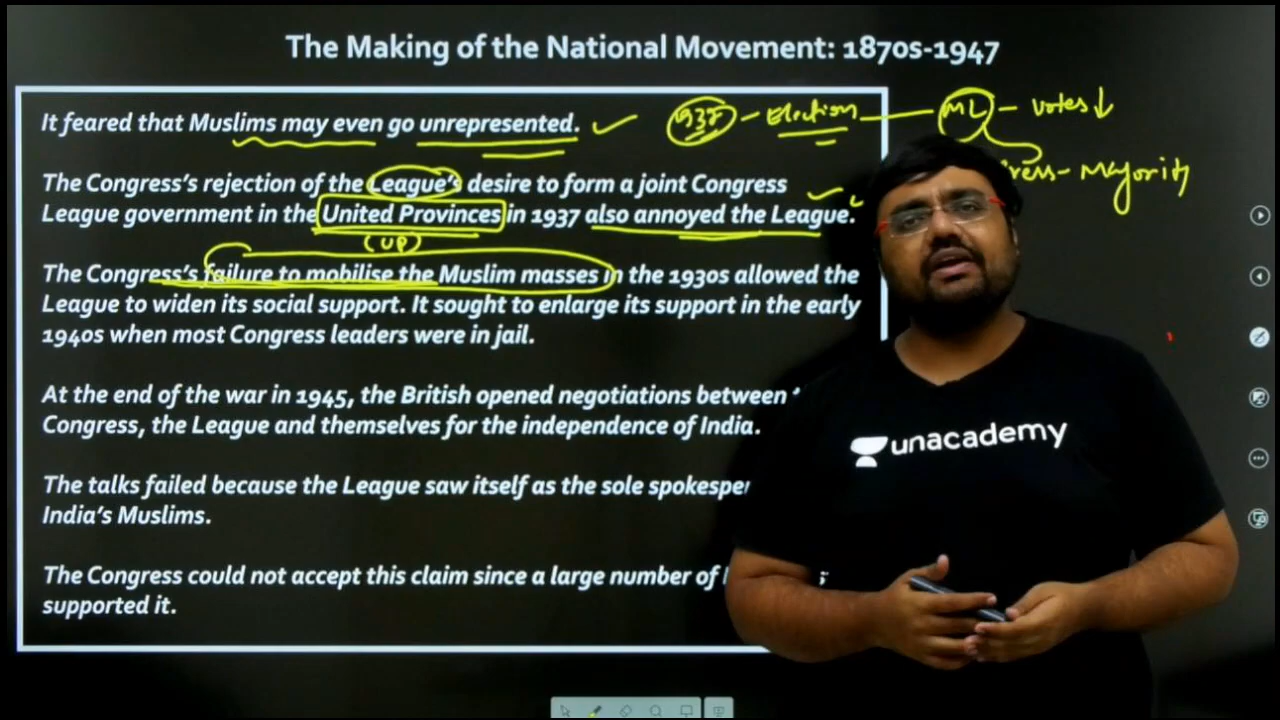 The Making of the National Movement: 1870s-1947
It feared that Muslims may even go unrepresented.
1937 - Election - ML - votes↓
Majority
The Congress's rejection of the League's desire to form a joint Congress
League government in the United Provinces in 1937 also annoyed the League.
(UP)
The Congress's failure to mobilise the Muslim masses in the 1930s allowed the
League to widen its social support. It sought to enlarge its support in the early
1940s when most Congress leaders were in jail.
At the end of the war in 1945, the British opened negotiations between
Congress, the League and themselves for the independence of India.
The talks failed because the League saw itself as the sole
India's Muslims.
The Congress could not accept this claim since a large number of
supported it.
unacademy